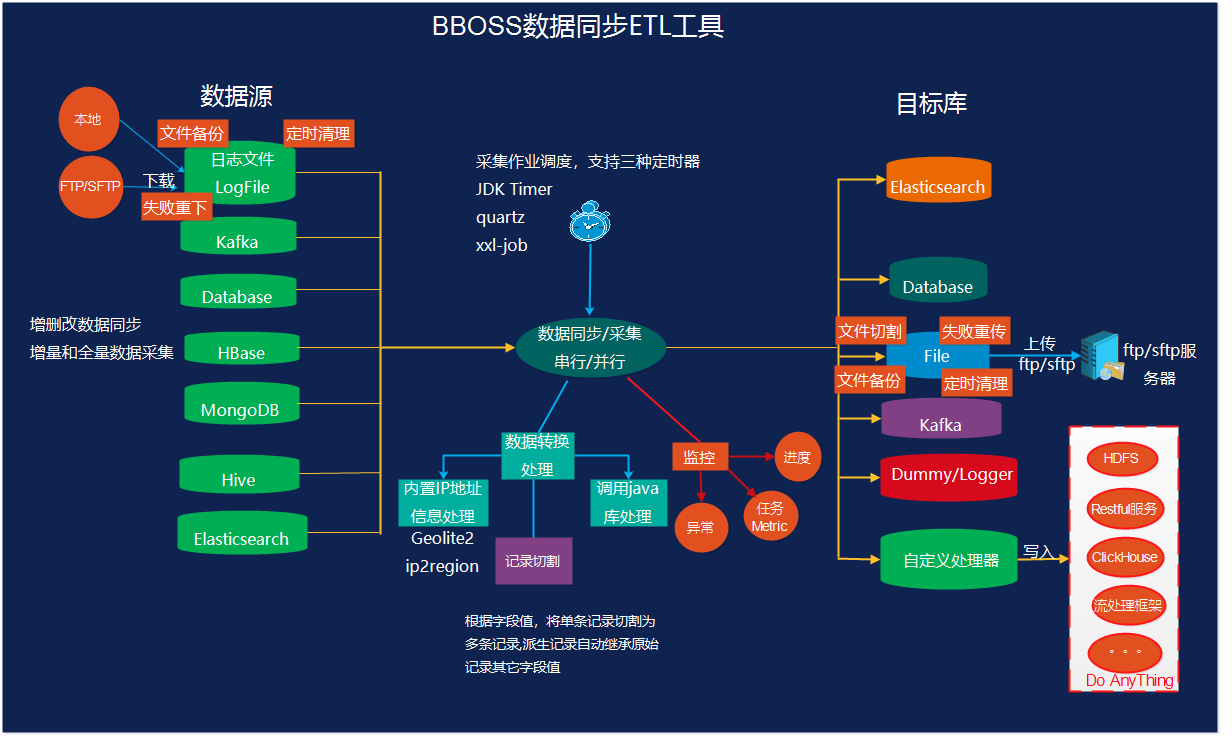 BBOSS数据同步ETL工具
数据源
本地
文件备份
定时清理
日志文件
LogFile
FTP/SFTP
下载
失败重下
Kafka
Database
增删改数据同步
增量和全量数据采集
HBase
MongoDB
Hive
Elasticsearch
采集作业调度，支持三种定时器
JDK Timer
quartz
xxl-job
数据同步/采集
串行/并行
数据转换
处理
内置IP地址
信息处理
Geolite2
ip2region
调用java
库处理
记录切割
根据字段值，将单条记录切割为
多条记录,派生记录自动继承原始
记录其它字段值
监控
进度
异常
任务
Metric
目标库
Elasticsearch
Database
文件切割
失败重传
File
文件备份
定时清理
上传
ftp/sftp
ftp/sftp服
务器
Kafka
Dummy/Logger
自定义处理器
写入
HDFS
Restful服务
ClickHouse
流处理框架
。。。
Do AnyThing